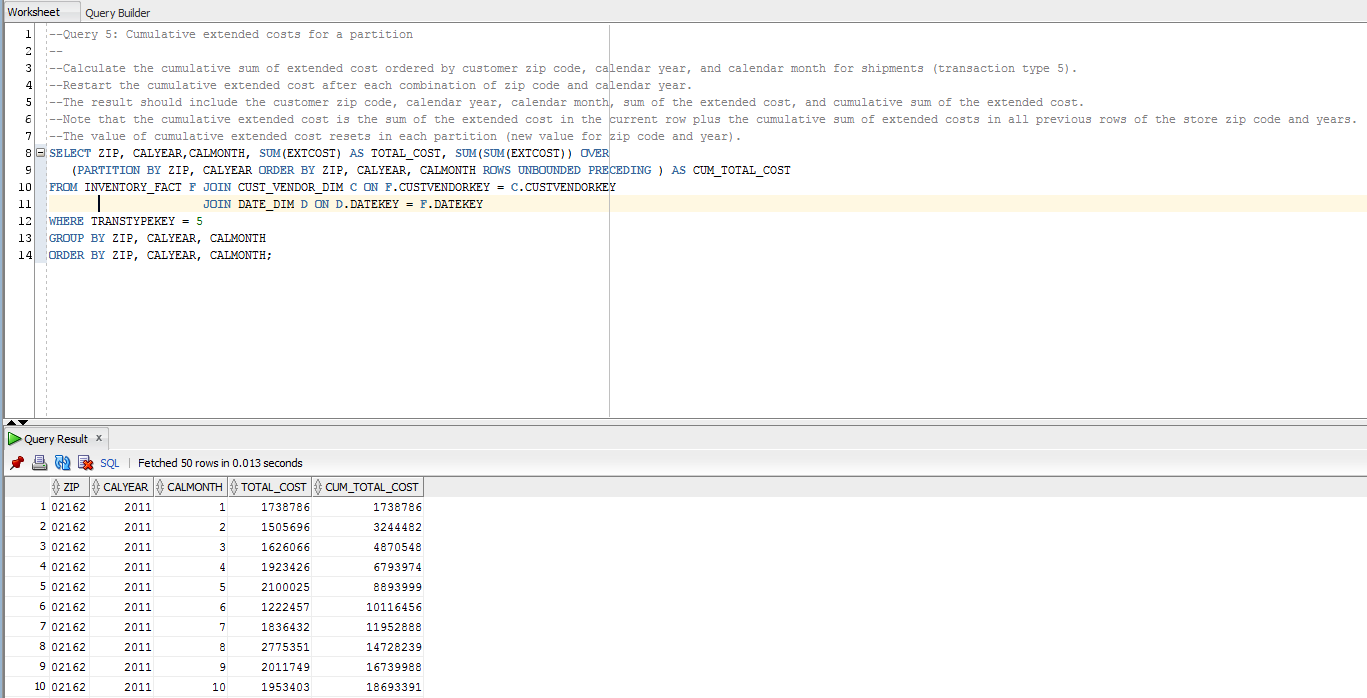 Worksheet Query Builder
1 --Query 5: Cumulative extended costs for a partition
2 --
3 --Calculate the cumulative sum of extended cost ordered by customer zip code, calendar year, and calendar month for shipments (transaction type 5).
4 --Restart the cumulative extended cost after each combination of zip code and calendar year.
5 --The result should include the customer zip code, calendar year, calendar month, sum of the extended cost, and cumulative sum of the extended cost.
6 --Note that the cumulative extended cost is the sum of the extended cost in the current row plus the cumulative sum of extended costs in all previous rows of the store zip code and years.
7 --The value of cumulative extended cost resets in each partition (new value for zip code and year).
8 SELECT ZIP, CALYEAR,CALMONTH, SUM(EXTCOST) AS TOTAL_COST, SUM(SUM(EXTCOST)) OVER
9 (PARTITION BY ZIP, CALYEAR ORDER BY ZIP, CALYEAR, CALMONTH ROWS UNBOUNDED PRECEDING ) AS CUM_TOTAL_COST
10 FROM INVENTORY_FACT F JOIN CUST_VENDOR_DIM C ON F.CUSTVENDORKEY = C.CUSTVENDORKEY
11 JOIN DATE_DIM D ON D.DATEKEY = F.DATEKEY
12 WHERE TRANSTYPEKEY = 5
13 GROUP BY ZIP, CALYEAR, CALMONTH
14 ORDER BY ZIP, CALYEAR, CALMONTH;
Query Result x
SQL | Fetched 50 rows in 0.013 seconds
ZIP CALYEAR CALMONTH TOTAL_COST CUM_TOTAL_COST
1 02162 2011 1 1738786 1738786
2 02162 2011 2 1505696 3244482
3 02162 2011 3 1626066 4870548
4 02162 2011 4 1923426 6793974
5 02162 2011 5 2100025 8893999
6 02162 2011 6 1222457 10116456
7 02162 2011 7 1836432 11952888
8 02162 2011 8 2775351 14728239
9 02162 2011 9 2011749 16739988
10 02162 2011 10 1953403 18693391